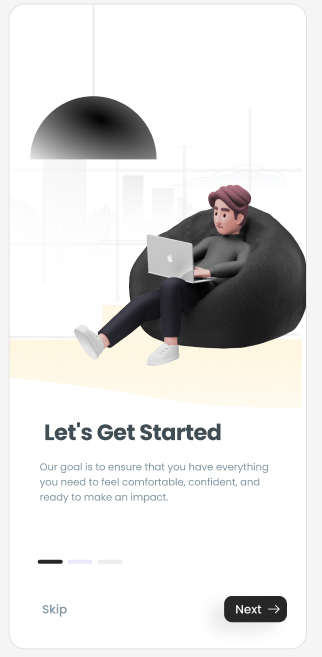 Let's Get Started
Our goal is to ensure that you have everything
you need to feel comfortable, confident, and
ready to make an impact.
Skip
Next